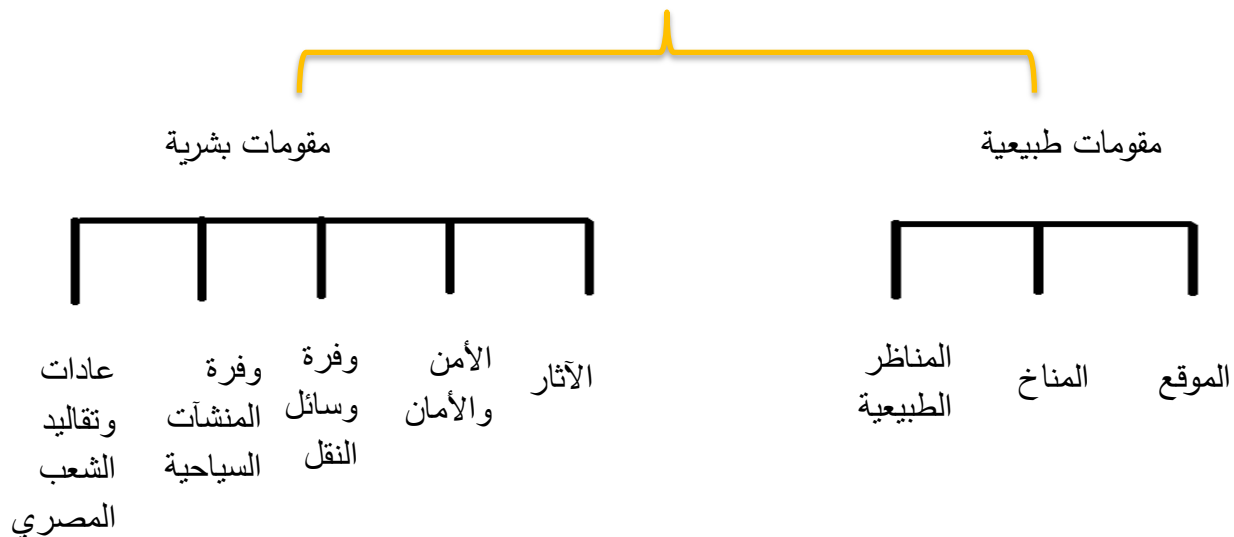 مقومات طبيعية
مقومات بشرية
الموقع
المناخ
المناظر
الطبيعية
الآثار
الأمن
والأمان
وفرة
وسائل
النقل
وفرة
المنشآت
السياحية
عادات
وتقاليد
الشعب
المصري